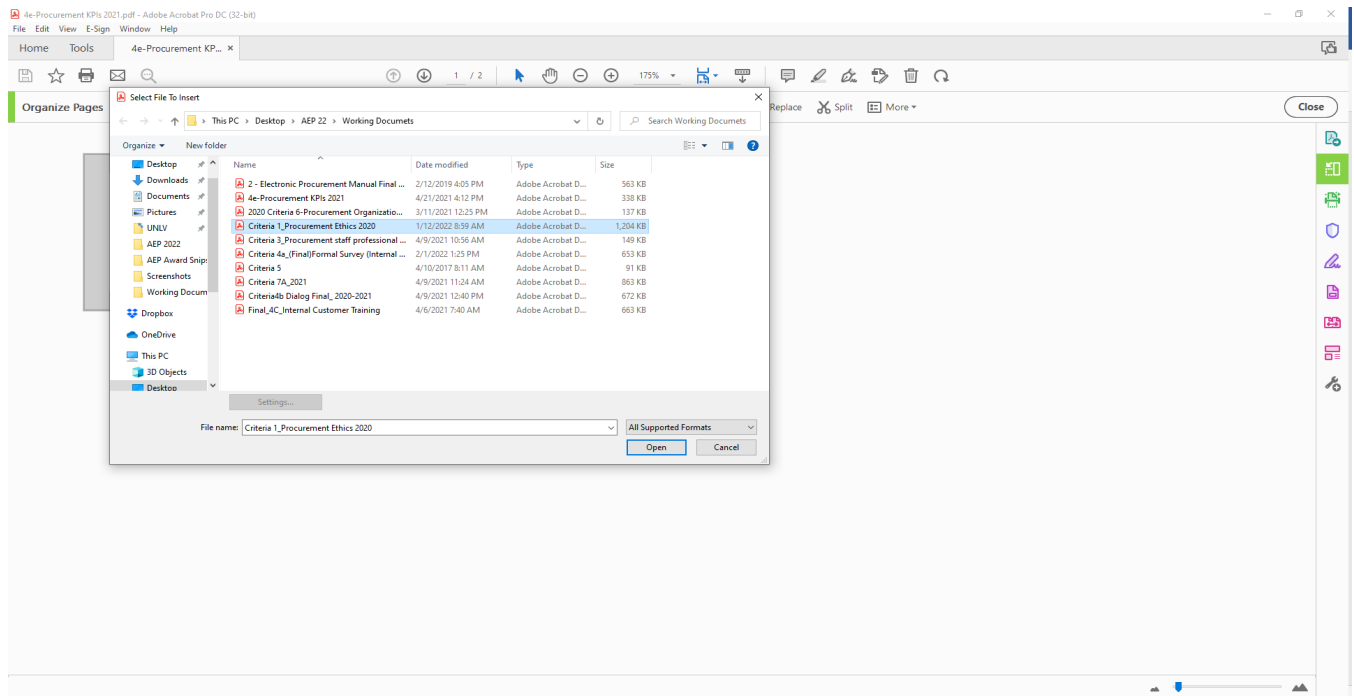 4e-Procurement KPIs 2021.pdf - Adobe Acrobat Pro DC (32-bit)
File Edit View E-Sign Window Help
Home Tools 4e-Procurement KP... ×
1 / 2 175%
Organize Pages Replace Split More Close
Select File To Insert
This PC > Desktop > AEP 22 > Working Documets Search Working Documets
Organize New folder
Name Date modified Type Size
Desktop
Downloads
Documents
Pictures
UNLV
AEP 2022
AEP Award Snips
Screenshots
Working Docum
Dropbox
OneDrive
This PC
3D Objects
Desktop
2 - Electronic Procurement Manual Final ... 2/12/2019 4:05 PM Adobe Acrobat D... 563 KB
4e-Procurement KPIs 2021 4/21/2021 4:12 PM Adobe Acrobat D... 338 KB
2020 Criteria 6-Procurement Organizatio... 3/11/2021 12:25 PM Adobe Acrobat D... 137 KB
Criteria 1_Procurement Ethics 2020 1/12/2022 8:59 AM Adobe Acrobat D... 1,204 KB
Criteria 3_Procurement staff professional ... 4/9/2021 10:56 AM Adobe Acrobat D... 149 KB
Criteria 4a_(Final)Formal Survey (Internal ... 2/1/2022 1:25 PM Adobe Acrobat D... 653 KB
Criteria 5 4/10/2017 8:11 AM Adobe Acrobat D... 91 KB
Criteria 7A_2021 4/9/2021 11:24 AM Adobe Acrobat D... 863 KB
Criteria4b Dialog Final_ 2020-2021 4/9/2021 12:40 PM Adobe Acrobat D... 672 KB
Final_4C_Internal Customer Training 4/6/2021 7:40 AM Adobe Acrobat D... 663 KB
Settings...
File name: Criteria 1_Procurement Ethics 2020 All Supported Formats
Open Cancel